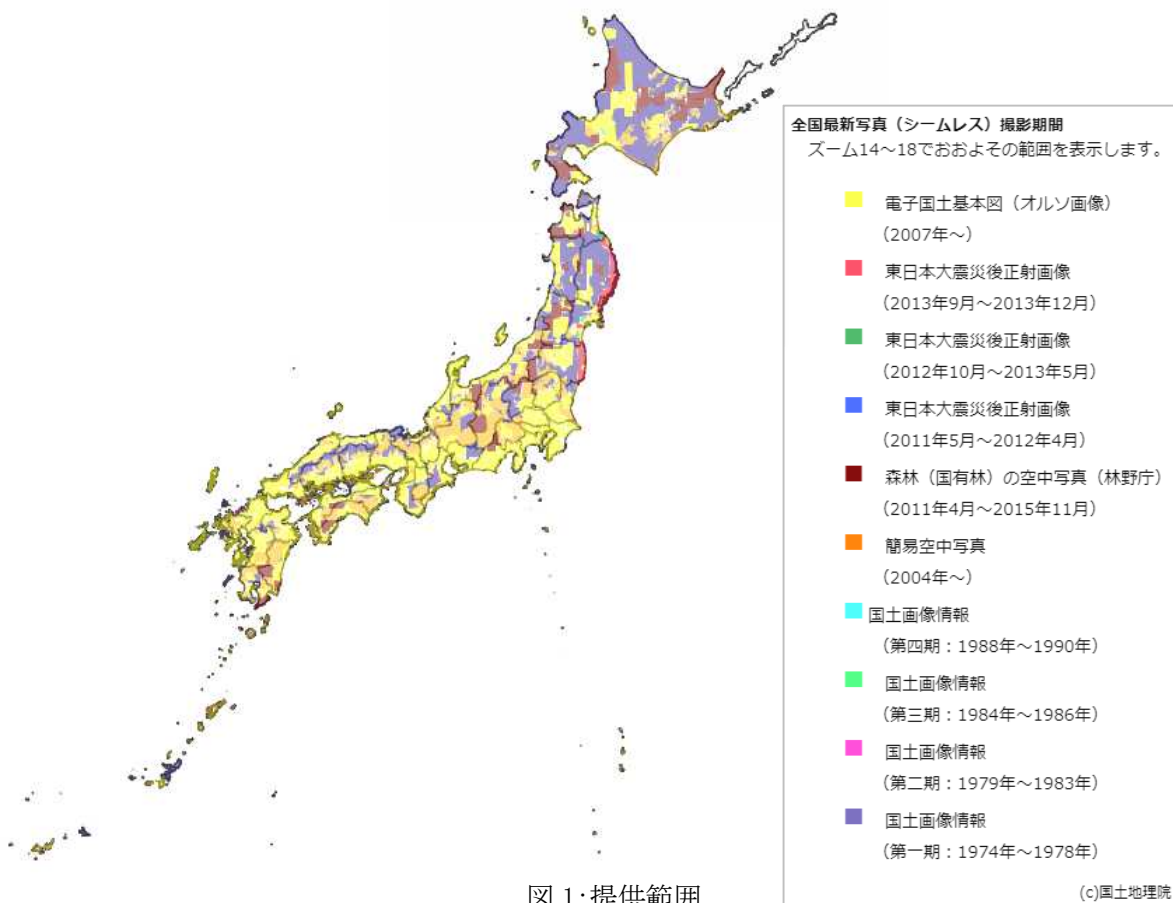 全国最新写真（シームレス）撮影期間
ズーム14～18でおおよその範囲を表示します。
電子国土基本図（オルソ画像）
（2007年～）
東日本大震災後正射画像
（2013年9月～2013年12月）
東日本大震災後正射画像
（2012年10月～2013年5月）
東日本大震災後正射画像
（2011年5月～2012年4月）
森林（国有林）の空中写真（林野庁）
（2011年4月～2015年11月）
簡易空中写真
（2004年～）
国土画像情報
（第四期：1988年～1990年）
国土画像情報
（第三期：1984年～1986年）
国土画像情報
（第二期：1979年～1983年）
国土画像情報
（第一期：1974年～1978年）
(c)国土地理院
図 1:提供範囲